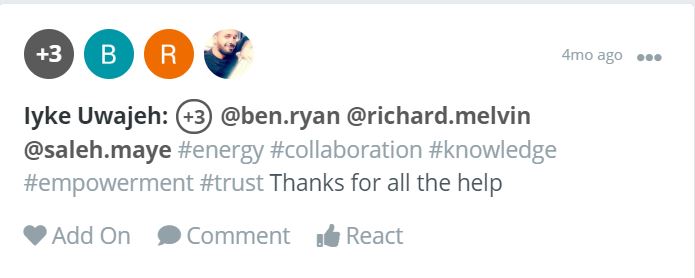 +3 B R 4mo ago
Iyke Uwajeh: +3 @ben.ryan @richard.melvin
@saleh.maye #energy #collaboration #knowledge
#empowerment #trust Thanks for all the help
Add On Comment React